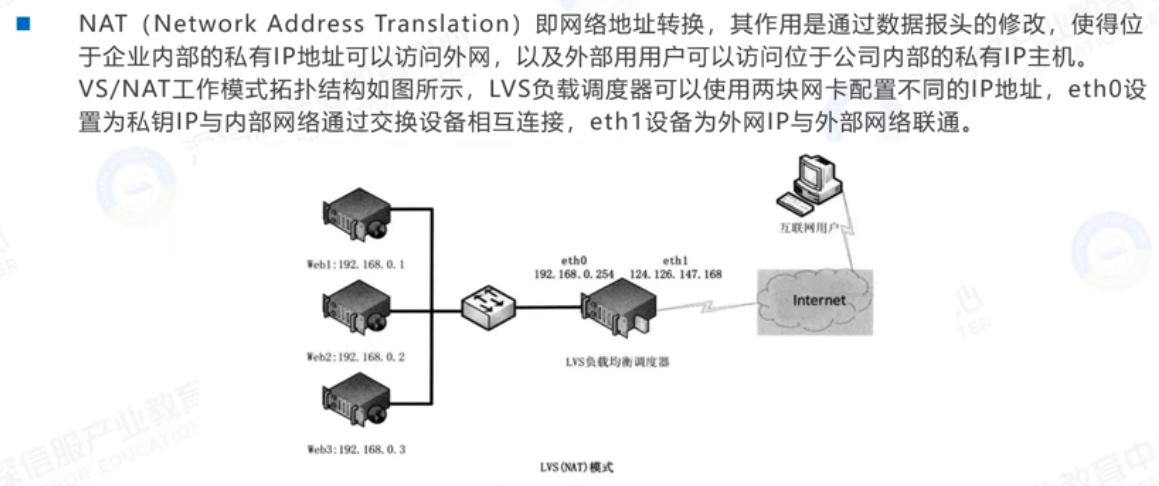 NAT（Network Address Translation）即网络地址转换，其作用是通过数据报头的修改，使得位
于企业内部的私有IP地址可以访问外网，以及外部用用户可以访问位于公司内部的私有IP主机。
VS/NAT工作模式拓扑结构如图所示，LVS负载调度器可以使用两块网卡配置不同的IP地址，eth0设
置为私钥IP与内部网络通过交换设备相互连接，eth1设备为外网IP与外部网络联通。
互联网用户
Web1:192.168.0.1
eth0
192.168.0.254
eth1
124.126.147.168
Internet
Web2:192.168.0.2
LVS负载均衡调度器
Web3:192.168.0.3
LVS(NAT)模式
深信服产业教育
EDUCATION